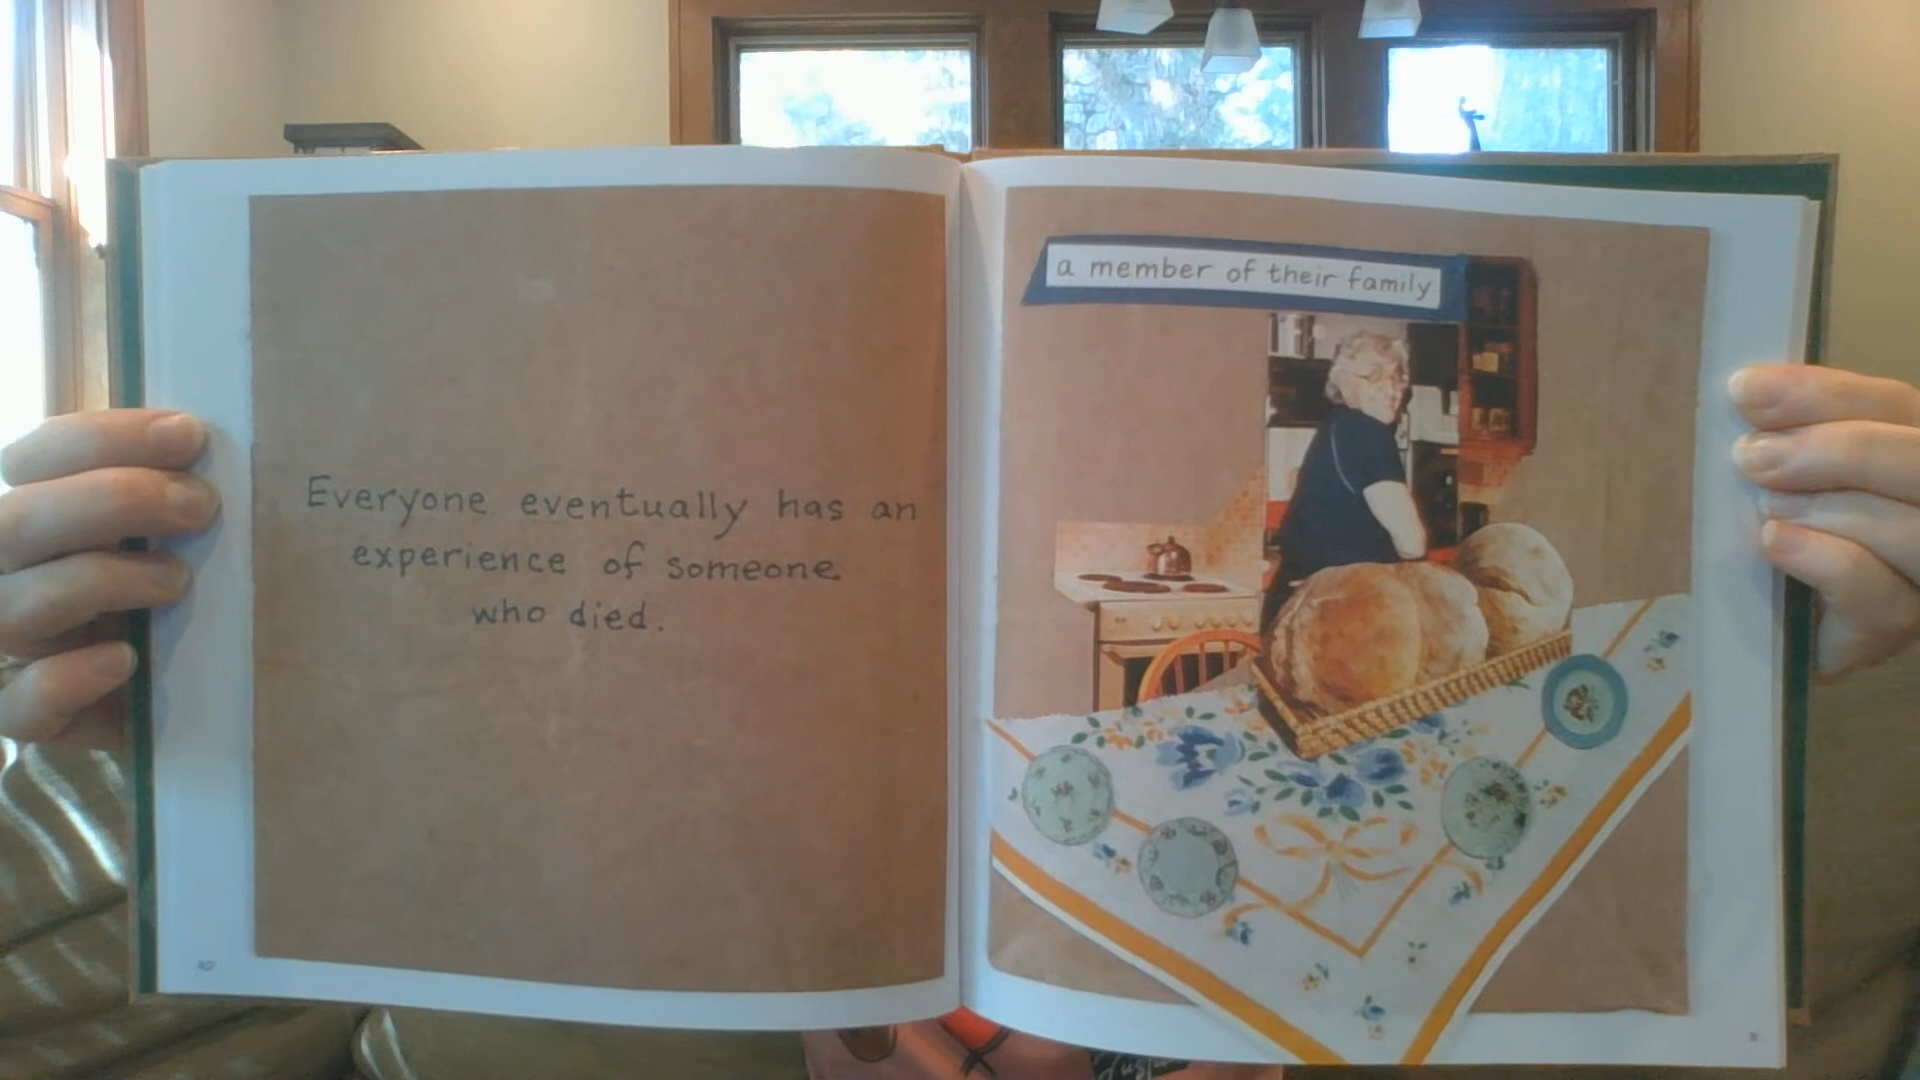 Everyone eventually has an
experience of someone
who died.
a member of their family